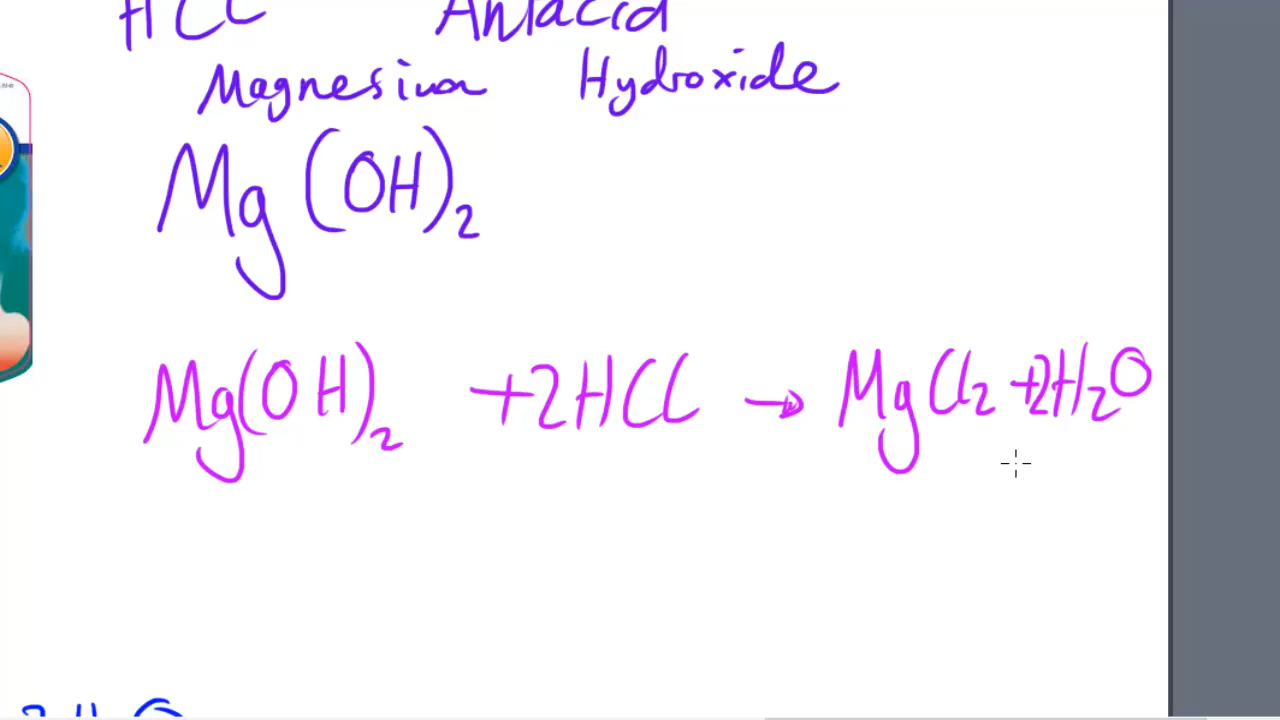 HCl Antacid
Magnesium Hydroxide
Mg(OH)₂
Mg(OH)₂ + 2HCl → MgCl₂ + 2H₂O